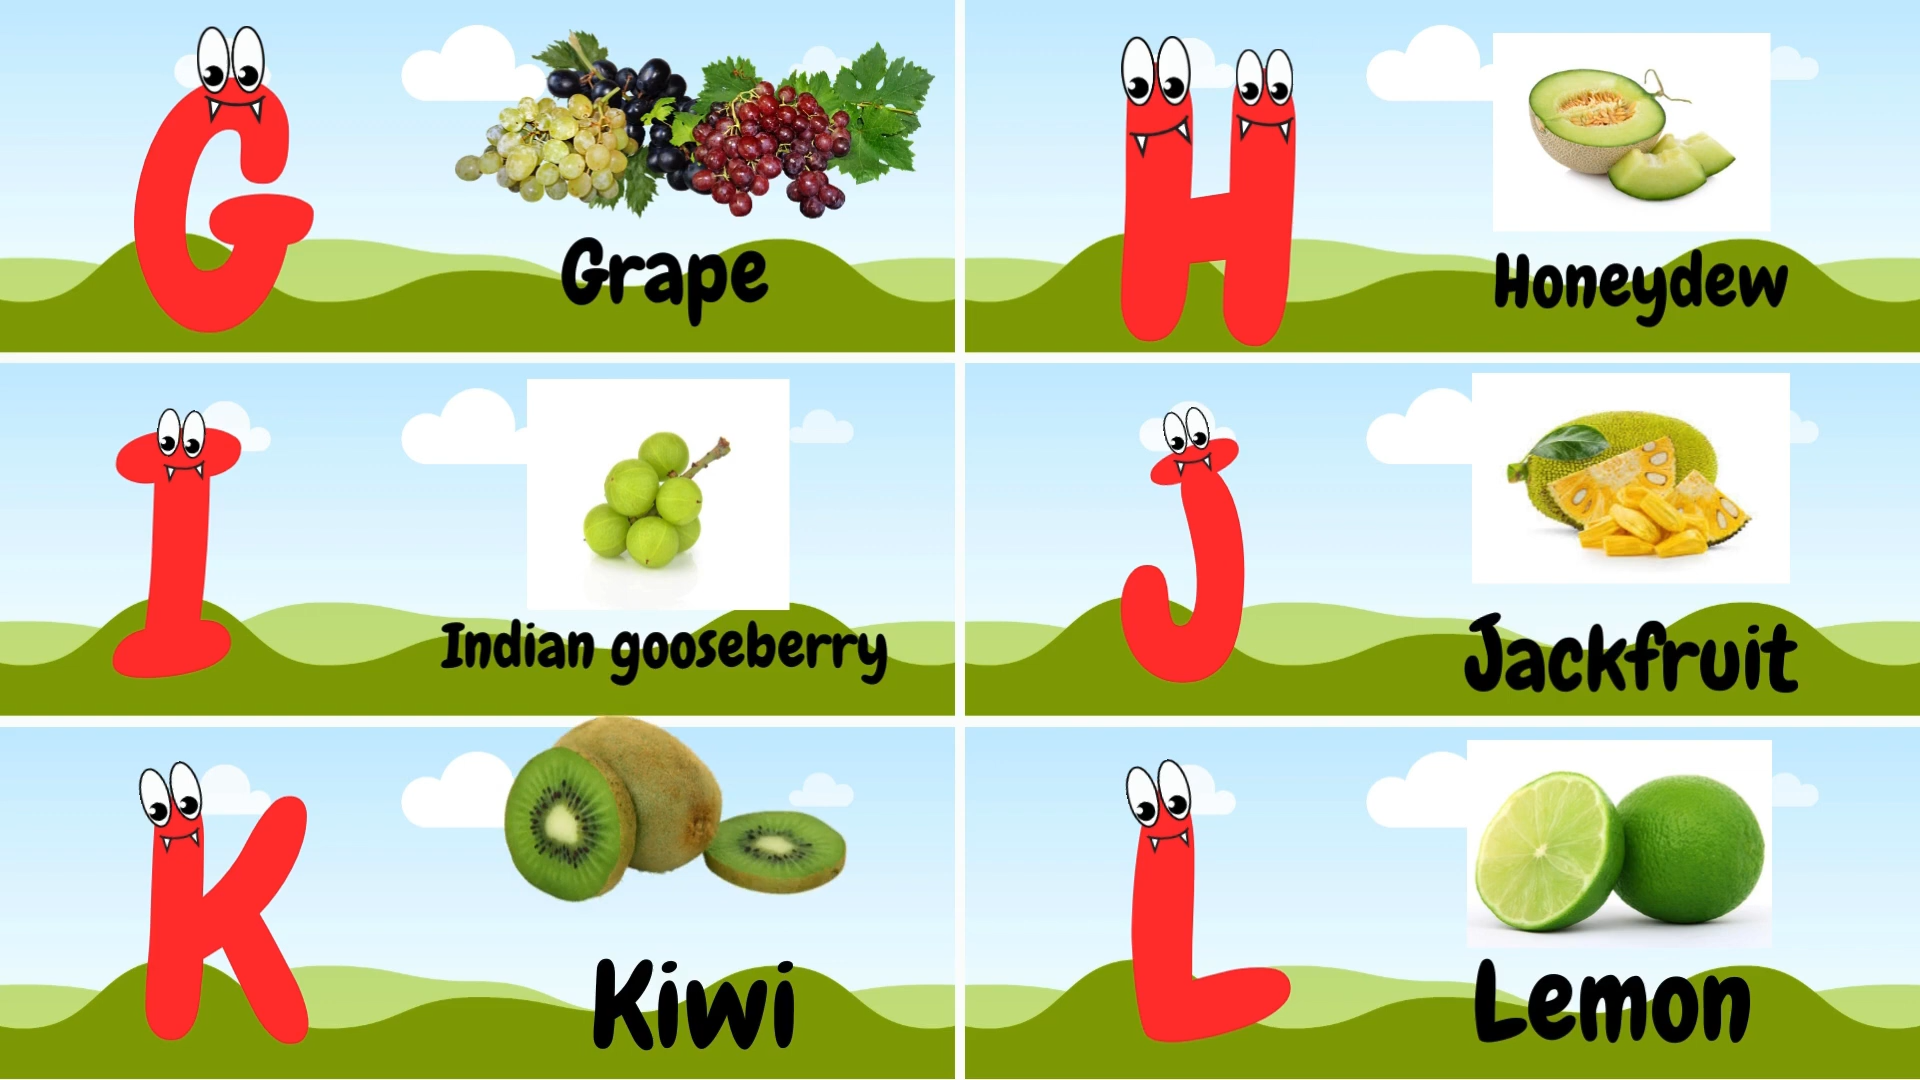 G
Grape
H
Honeydew
I
Indian gooseberry
J
Jackfruit
K
Kiwi
L
Lemon